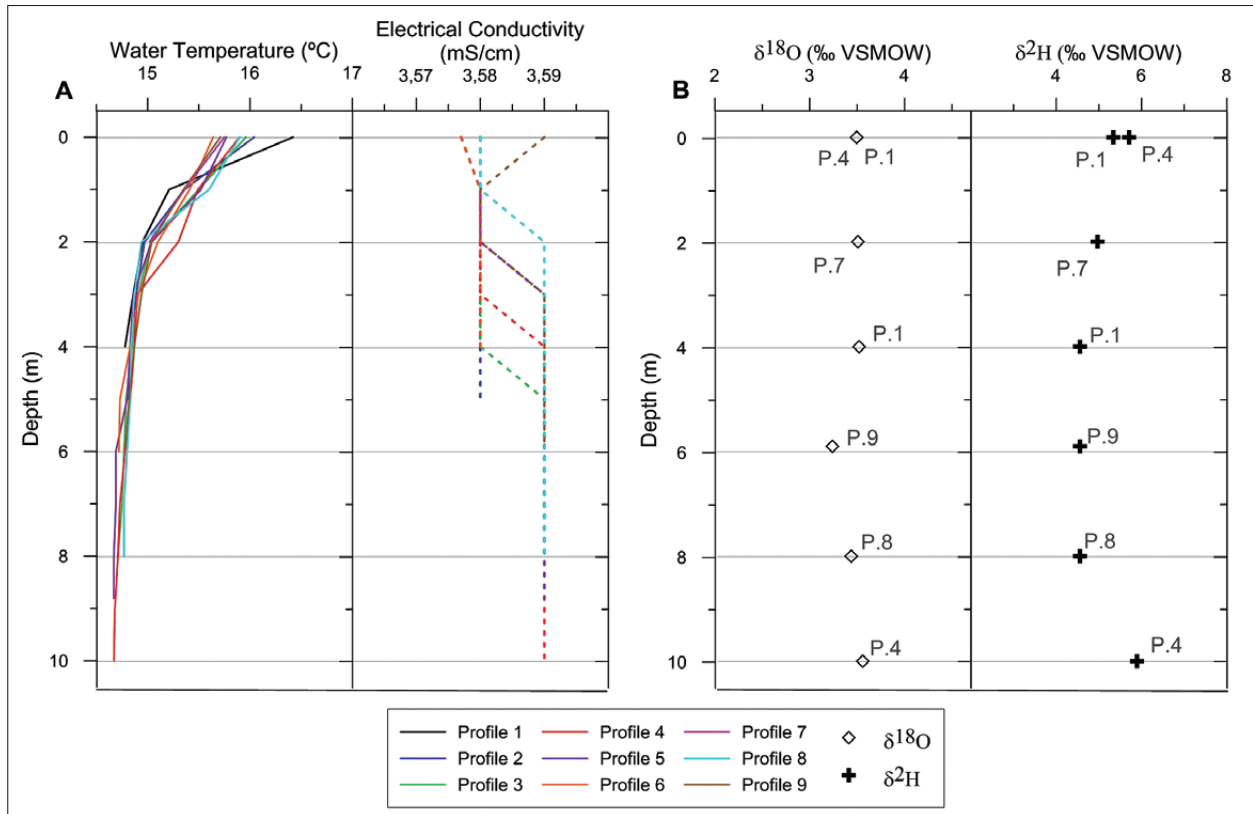 Water Temperature (ºC)
15
16
17
Electrical Conductivity
(mS/cm)
3,57
3,58
3,59
A
Depth (m)
0
2
4
6
8
10
δ18O (‰ VSMOW)
2
3
4
δ2H (‰ VSMOW)
4
6
8
B
Depth (m)
0
2
4
6
8
10
P.4
P.1
P.7
P.1
P.9
P.8
P.4
P.1
P.4
P.7
P.1
P.9
P.8
P.4
Profile 1
Profile 2
Profile 3
Profile 4
Profile 5
Profile 6
Profile 7
Profile 8
Profile 9
δ18O
δ2H